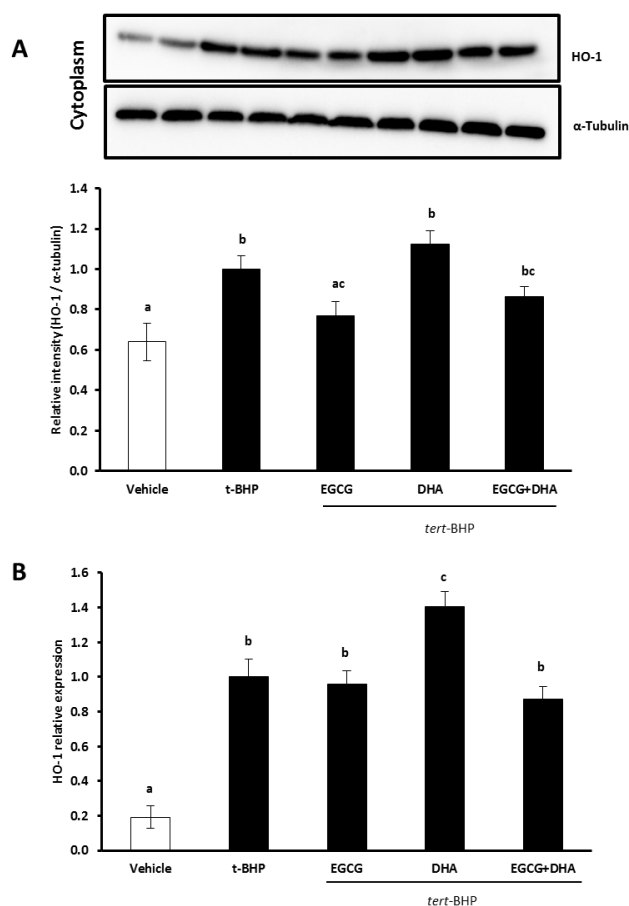 A
Cytoplasm
HO-1
α-Tubulin
Relative intensity (HO-1 / α-tubulin)
1.4
1.2
1.0
0.8
0.6
0.4
0.2
0.0
a
b
ac
b
bc
Vehicle t-BHP EGCG DHA EGCG+DHA
tert-BHP
B
HO-1 relative expression
1.6
1.4
1.2
1.0
0.8
0.6
0.4
0.2
0.0
a
b
b
c
b
Vehicle t-BHP EGCG DHA EGCG+DHA
tert-BHP